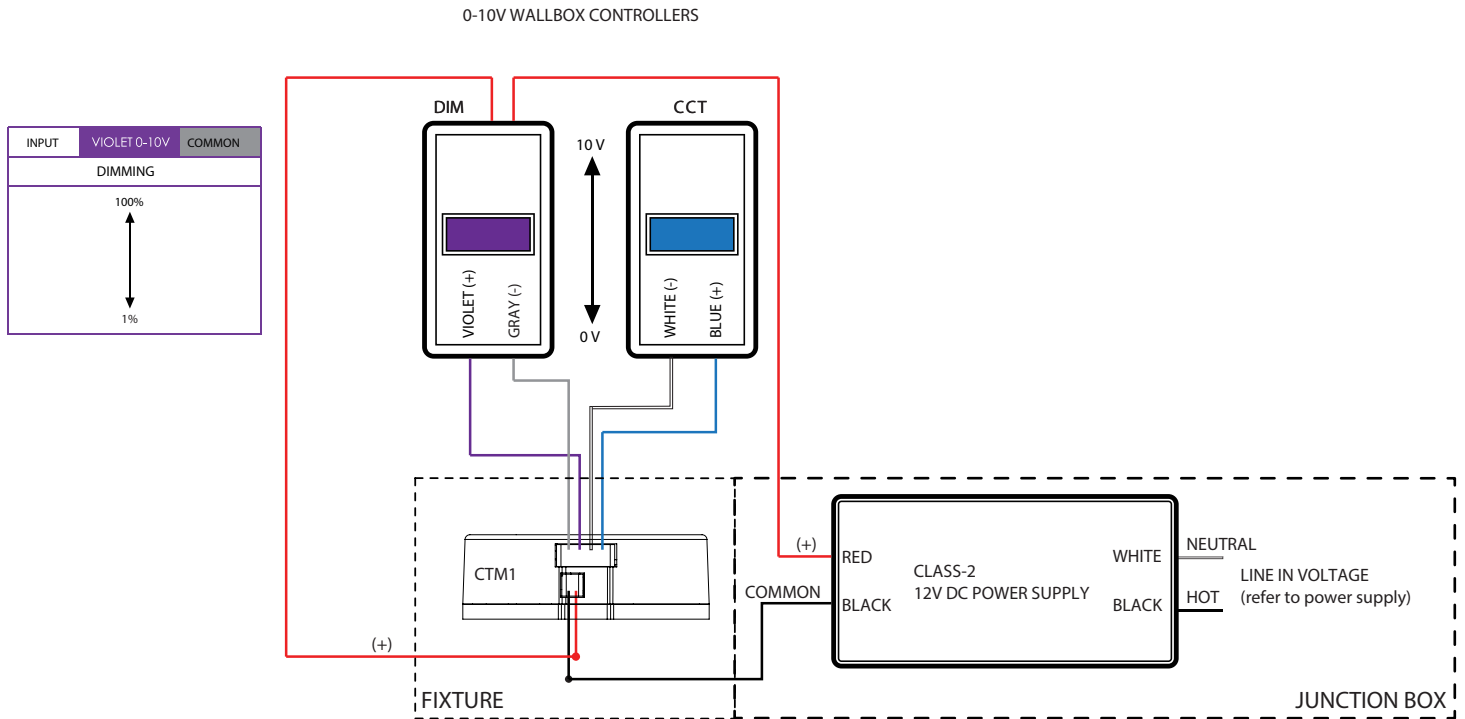 0-10V WALLBOX CONTROLLERS
DIM
CCT
INPUT
VIOLET 0-10V
COMMON
DIMMING
100%
1%
10 V
0 V
VIOLET (+)
GRAY (-)
WHITE (-)
BLUE (+)
CTM1
(+)
FIXTURE
(+)
COMMON
RED
BLACK
CLASS-2
12V DC POWER SUPPLY
WHITE
BLACK
NEUTRAL
HOT
LINE IN VOLTAGE
(refer to power supply)
JUNCTION BOX